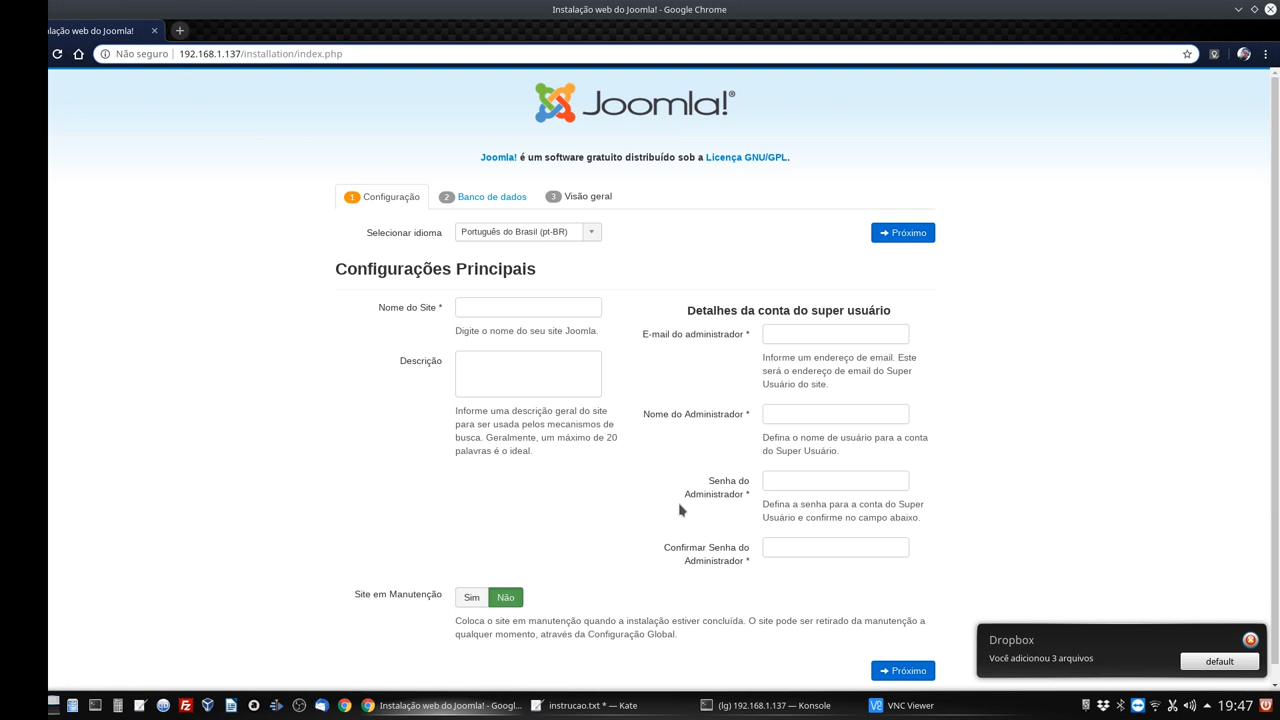 Instalação web do Joomla! - Google Chrome
alação web do Joomla!
Não seguro | 192.168.1.137/installation/index.php
Joomla!®
Joomla! é um software gratuito distribuído sob a Licença GNU/GPL.
1 Configuração 2 Banco de dados 3 Visão geral
Selecionar idioma Português do Brasil (pt-BR) Próximo
Configurações Principais
Nome do Site *
Digite o nome do seu site Joomla.
Descrição
Informe uma descrição geral do site
para ser usada pelos mecanismos de
busca. Geralmente, um máximo de 20
palavras é o ideal.
Detalhes da conta do super usuário
E-mail do administrador *
Informe um endereço de email. Este
será o endereço de email do Super
Usuário do site.
Nome do Administrador *
Defina o nome de usuário para a conta
do Super Usuário.
Senha do
Administrador *
Defina a senha para a conta do Super
Usuário e confirme no campo abaixo.
Confirmar Senha do
Administrador *
Site em Manutenção Sim Não
Coloca o site em manutenção quando a instalação estiver concluída. O site pode ser retirado da manutenção a
qualquer momento, através da Configuração Global.
Próximo
Dropbox
Você adicionou 3 arquivos
default
Instalação web do Joomla! - Googl... instrucao.txt * — Kate (lg) 192.168.1.137 — Konsole VNC Viewer 19:47